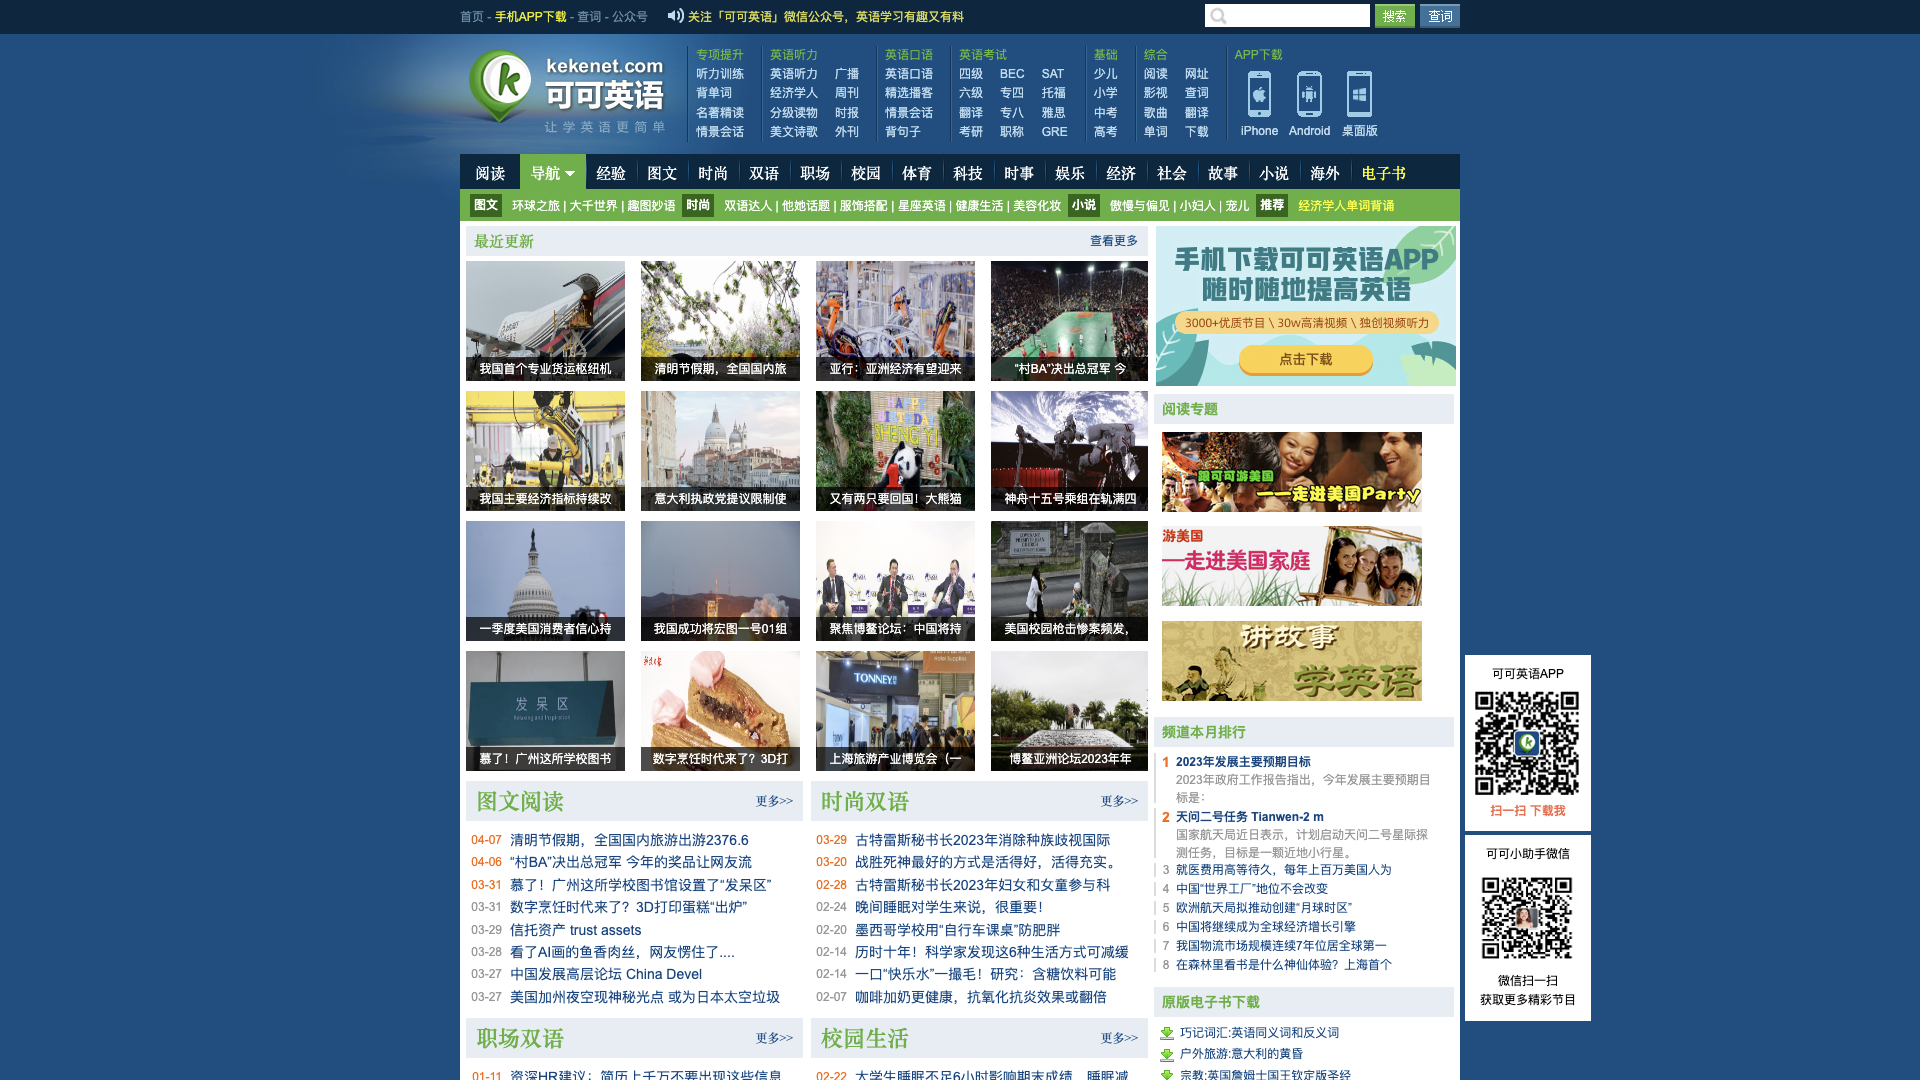 首页 - 手机APP下载 - 查词 - 公众号
关注「可可英语」微信公众号，英语学习有趣又有料
搜索
查词
kekenet.com
可可英语
让学英语更简单
专项提升
听力训练
背单词
名著精读
情景会话
英语听力
英语听力 广播
经济学人 周刊
分级读物 时报
美文诗歌 外刊
英语口语
英语口语
精选播客
情景会话
背句子
英语考试
四级 BEC SAT
六级 专四 托福
翻译 专八 雅思
考研 职称 GRE
基础
少儿
小学
中考
高考
综合
阅读 网址
影视 查词
歌曲 翻译
单词 下载
APP下载
iPhone Android 桌面版
阅读 导航 经验 图文 时尚 双语 职场 校园 体育 科技 时事 娱乐 经济 社会 故事 小说 海外 电子书
图文 环球之旅 | 大千世界 | 趣图妙语 时尚 双语达人 | 他她话题 | 服饰搭配 | 星座英语 | 健康生活 | 美容化妆 小说 傲慢与偏见 | 小妇人 | 宠儿 推荐 经济学人单词背诵
最近更新 查看更多
我国首个专业货运枢纽机
清明节假期，全国国内旅
亚行：亚洲经济有望迎来
“村BA”决出总冠军 今
HAPPY
BIRTHDAY
SHENG YI
我国主要经济指标持续改
意大利执政党提议限制使
又有两只要回国！大熊猫
神舟十五号乘组在轨满四
一季度美国消费者信心持
我国成功将宏图一号01组
聚焦博鳌论坛：中国将持
美国校园枪击惨案频发，
发呆区
Relaxing and Inspiration
TONNEY
慕了！广州这所学校图书
数字烹饪时代来了？3D打
上海旅游产业博览会（一
博鳌亚洲论坛2023年年
手机下载可可英语APP
随时随地提高英语
3000+优质节目 \ 30w高清视频 \ 独创视频听力
点击下载
阅读专题
跟可可游美国
一一走进美国Party
游美国
一走进美国家庭
讲故事
学英语
频道本月排行
1 2023年发展主要预期目标
2023年政府工作报告指出，今年发展主要预期目
标是：
2 天问二号任务 Tianwen-2 m
国家航天局近日表示，计划启动天问二号星际探
测任务，目标是一颗近地小行星。
3 就医费用高等待久，每年上百万美国人为
4 中国“世界工厂”地位不会改变
5 欧洲航天局拟推动创建“月球时区”
6 中国将继续成为全球经济增长引擎
7 我国物流市场规模连续7年位居全球第一
8 在森林里看书是什么神仙体验？上海首个
原版电子书下载
巧记词汇:英语同义词和反义词
户外旅游:意大利的黄昏
宗教:英国詹姆士国王钦定版圣经
图文阅读 更多>>
04-07 清明节假期，全国国内旅游出游2376.6
04-06 “村BA”决出总冠军 今年的奖品让网友流
03-31 慕了！广州这所学校图书馆设置了“发呆区”
03-31 数字烹饪时代来了？3D打印蛋糕“出炉”
03-29 信托资产 trust assets
03-28 看了AI画的鱼香肉丝，网友愣住了....
03-27 中国发展高层论坛 China Devel
03-27 美国加州夜空现神秘光点 或为日本太空垃圾
时尚双语 更多>>
03-29 古特雷斯秘书长2023年消除种族歧视国际
03-20 战胜死神最好的方式是活得好，活得充实。
02-28 古特雷斯秘书长2023年妇女和女童参与科
02-24 晚间睡眠对学生来说，很重要！
02-20 墨西哥学校用“自行车课桌”防肥胖
02-14 历时十年！科学家发现这6种生活方式可减缓
02-14 一口“快乐水”一撮毛！研究：含糖饮料可能
02-07 咖啡加奶更健康，抗氧化抗炎效果或翻倍
职场双语 更多>>
01-11 资深HR建议：简历上千万不要出现这些信息
校园生活 更多>>
02-22 大学生睡眠不足6小时影响期末成绩，睡眠减
可可英语APP
扫一扫 下载我
可可小助手微信
微信扫一扫
获取更多精彩节目